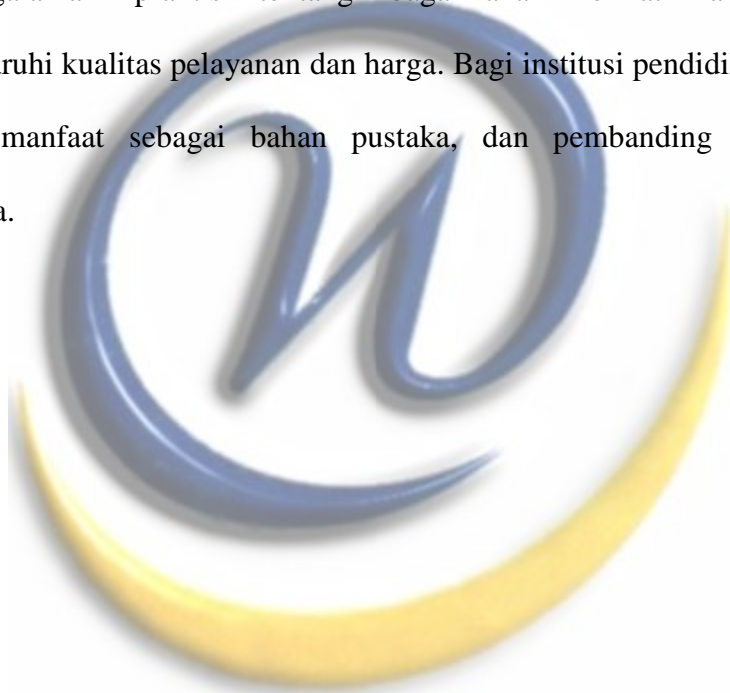 ruhi kualitas pelayanan dan harga. Bagi institusi pendidi
manfaat sebagai bahan pustaka, dan pembanding
a.